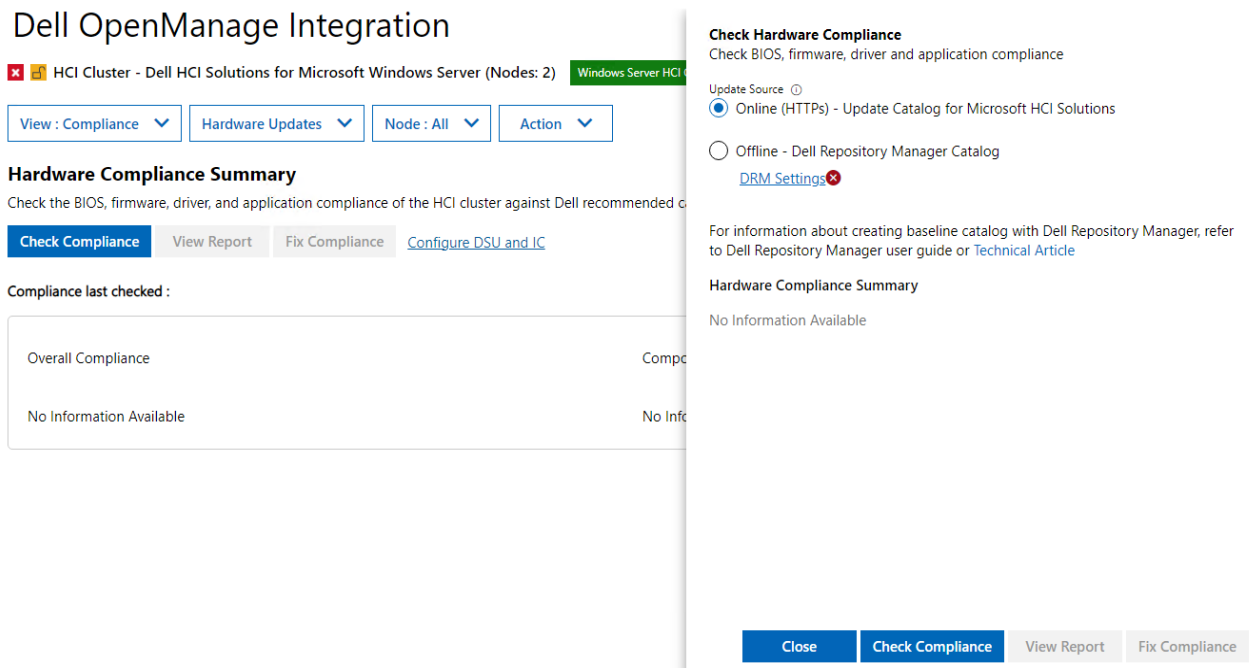 Dell OpenManage Integration
HCI Cluster - Dell HCI Solutions for Microsoft Windows Server (Nodes: 2)
Windows Server HCI
View : Compliance
Hardware Updates
Node : All
Action
Hardware Compliance Summary
Check the BIOS, firmware, driver, and application compliance of the HCI cluster against Dell recommended
Check Compliance
View Report
Fix Compliance
Configure DSU and IC
Compliance last checked :
Overall Compliance
No Information Available
Check Hardware Compliance
Check BIOS, firmware, driver and application compliance
Update Source
Online (HTTPs) - Update Catalog for Microsoft HCI Solutions
Offline - Dell Repository Manager Catalog
DRM Settings
For information about creating baseline catalog with Dell Repository Manager, refer
to Dell Repository Manager user guide or Technical Article
Hardware Compliance Summary
No Information Available
Close
Check Compliance
View Report
Fix Compliance